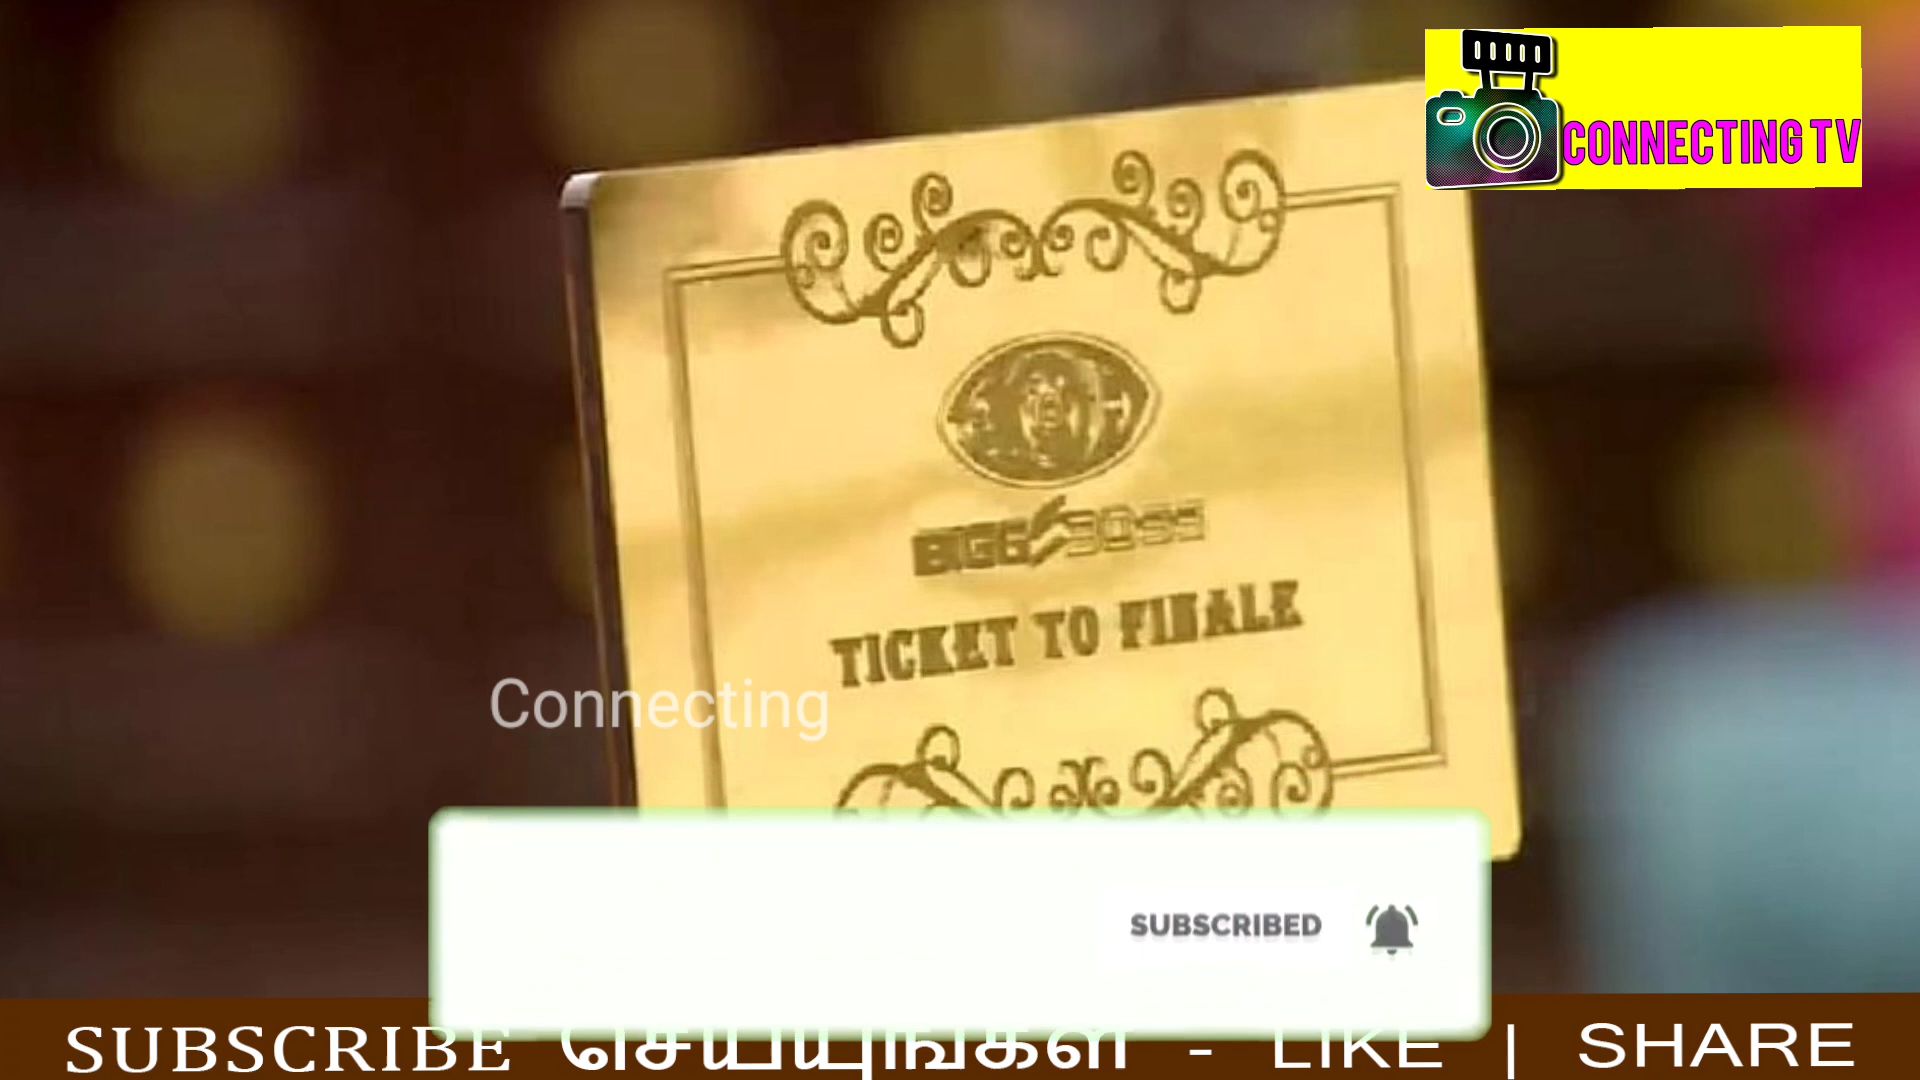 CONNECTING TV
BIGG BOSS
TICKET TO FINALE
Connecting
SUBSCRIBED
SUBSCRIBE செய்யுங்கள் - LIKE | SHARE